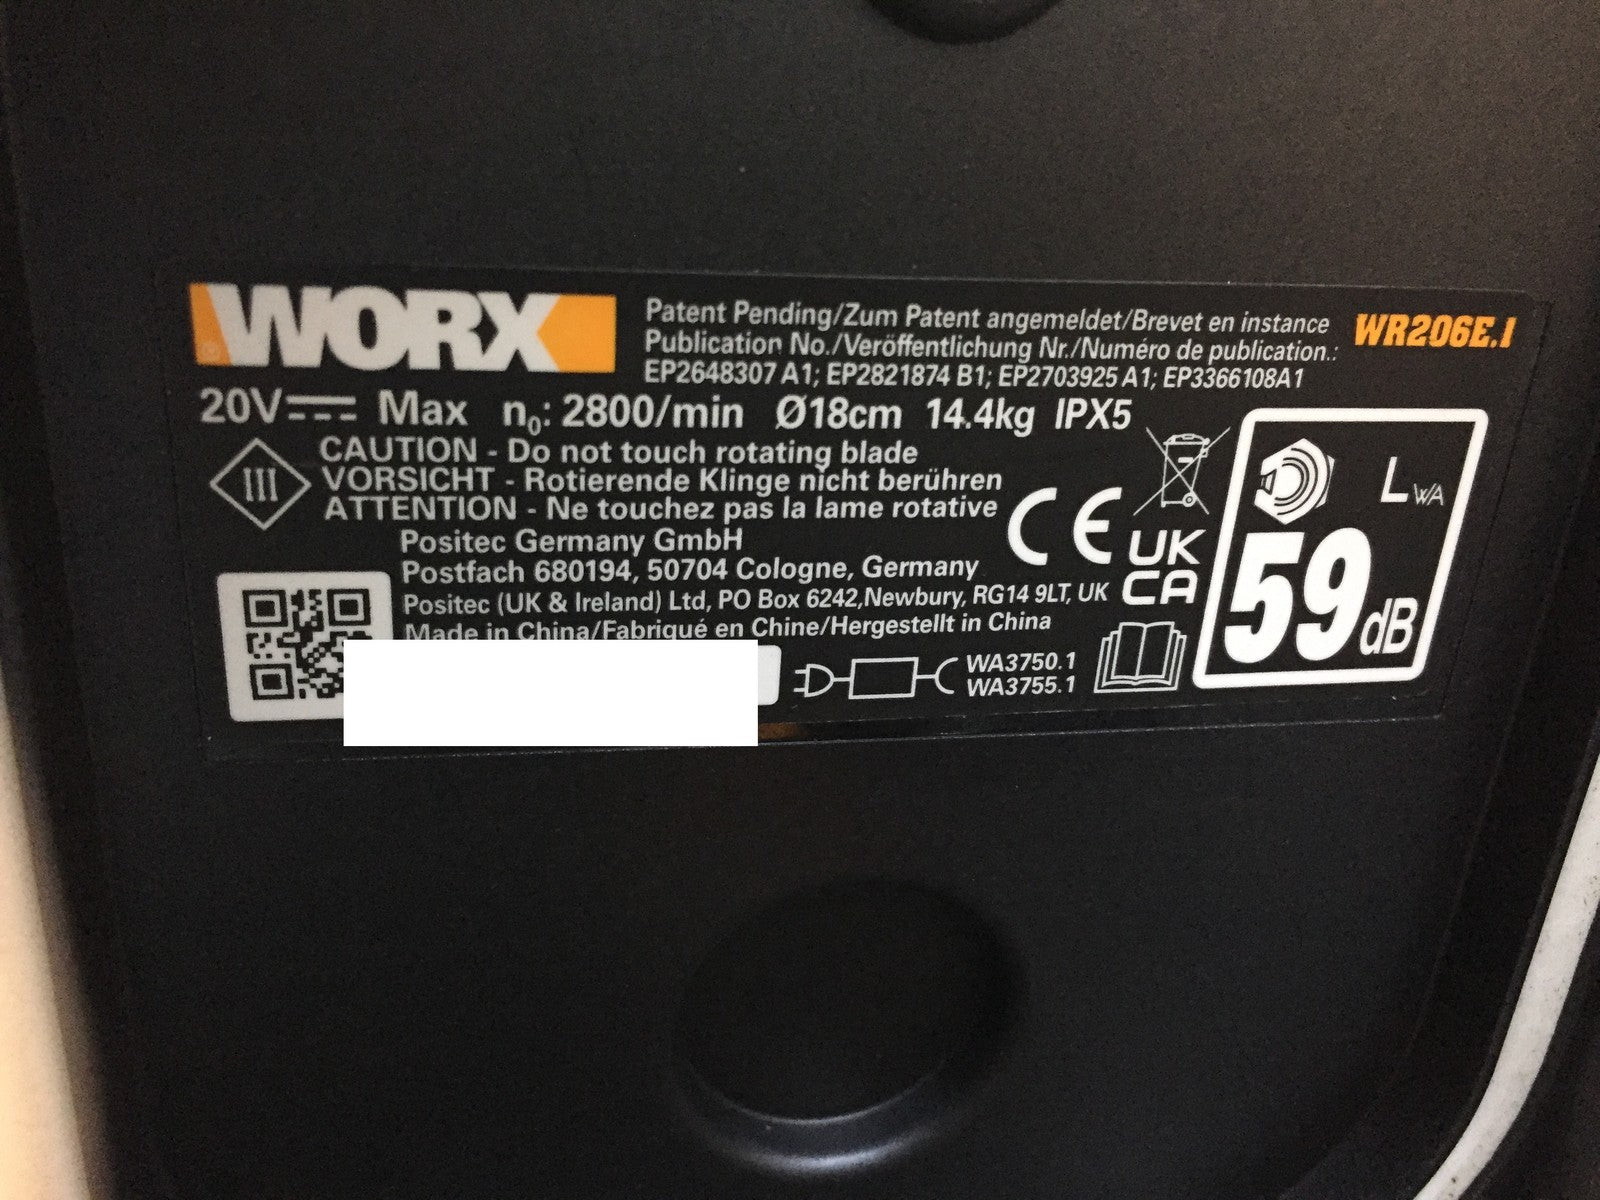 WORX
Patent Pending/Zum Patent angemeldet/Brevet en instance
WR206E.1
Publication No./Veröffentlichung Nr./Numéro de publication.:
EP2648307 A1; EP2821874 B1; EP2703925 A1; EP3366108A1
20V Max n0: 2800/min Ø18cm 14.4kg IPX5
III
CAUTION - Do not touch rotating blade
VORSICHT - Rotierende Klinge nicht berühren
ATTENTION - Ne touchez pas la lame rotative
Positec Germany GmbH
Postfach 680194, 50704 Cologne, Germany
Positec (UK & Ireland) Ltd, PO Box 6242,Newbury, RG14 9LT, UK
Made in China/Fabriqué en Chine/Hergestellt in China
WA3750.1
WA3755.1
CE
UK
CA
LWA
59dB